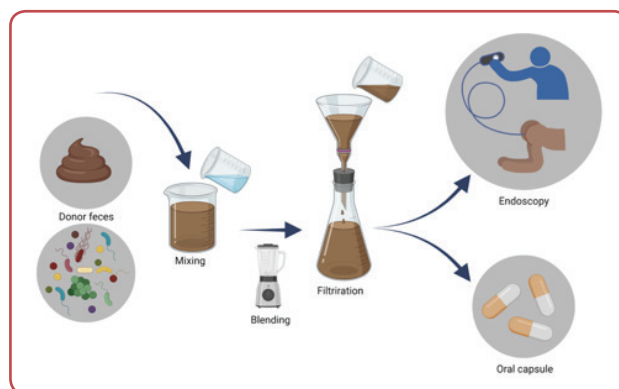 Donor feces
Mixing
Blending
Filtriration
Endoscopy
Oral capsule